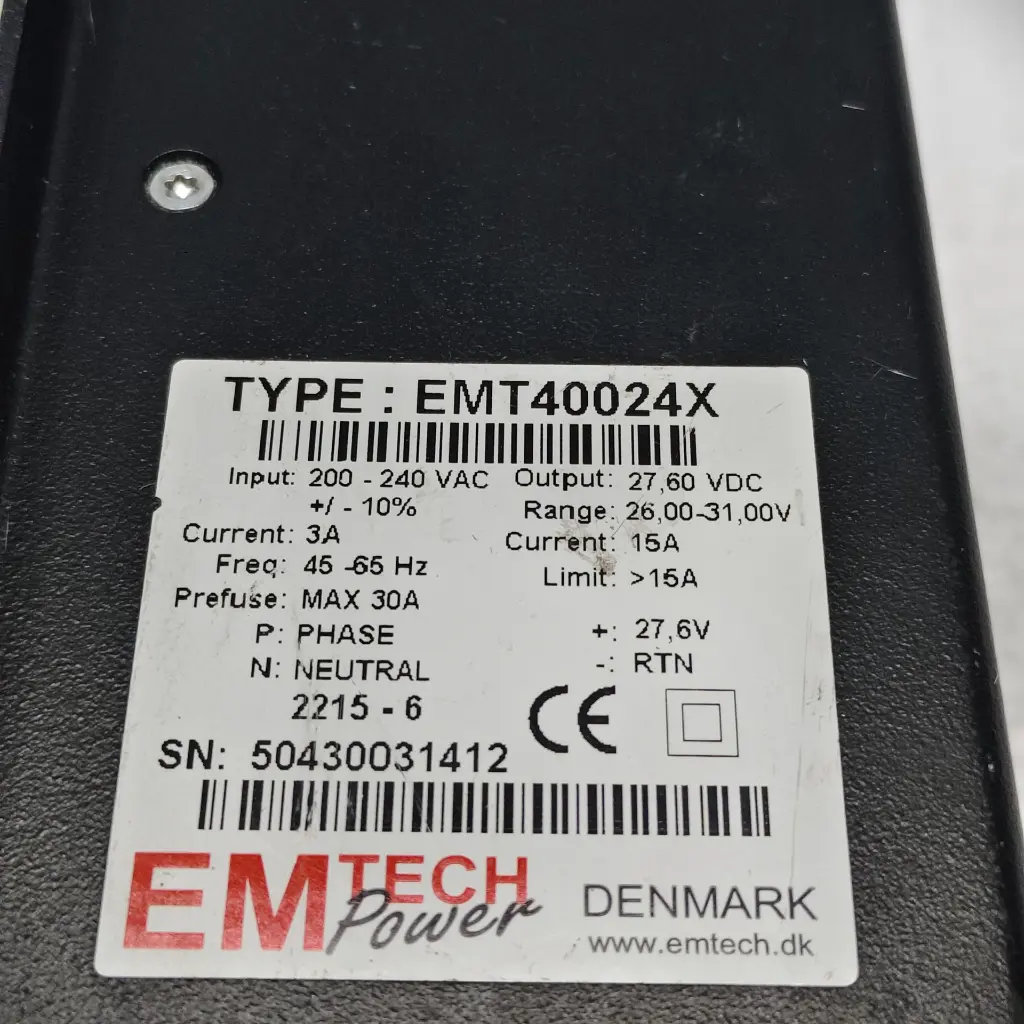 TYPE : EMT40024X
Input: 200 - 240 VAC
+/ - 10%
Current: 3A
Freq: 45 -65 Hz
Prefuse: MAX 30A
P: PHASE
N: NEUTRAL
2215 - 6
Output: 27,60 VDC
Range: 26,00-31,00V
Current: 15A
Limit: >15A
+: 27,6V
-: RTN
CE
SN: 50430031412
EMTECH
Power
DENMARK
www.emtech.dk